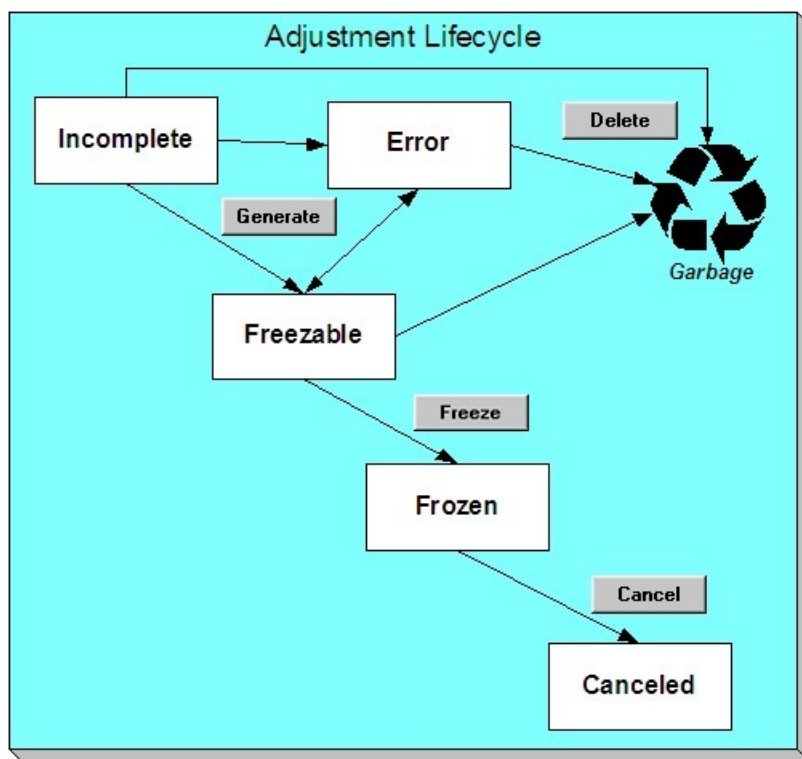 Adjustment Lifecycle
Incomplete
Error
Delete
Generate
Garbage
Freezable
Freeze
Frozen
Cancel
Canceled